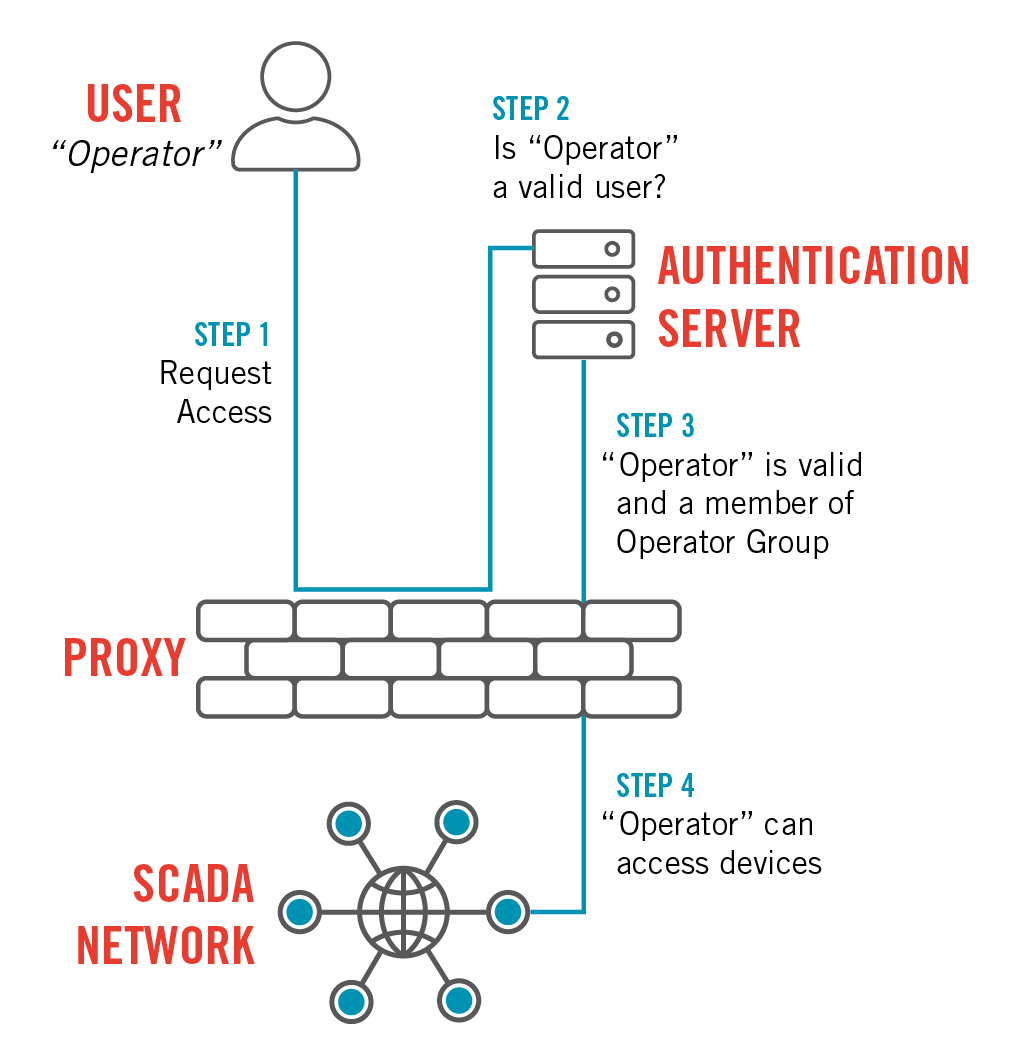 USER
“Operator”
STEP 1
Request
Access
STEP 2
Is “Operator”
a valid user?
AUTHENTICATION
SERVER
STEP 3
“Operator” is valid
and a member of
Operator Group
PROXY
STEP 4
“Operator” can
access devices
SCADA
NETWORK